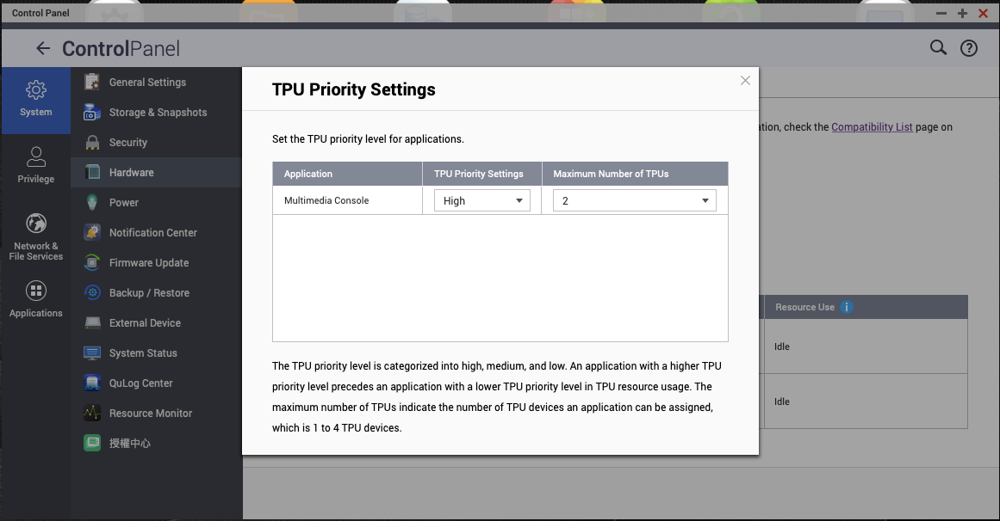 Control Panel
ControlPanel
System
Privilege
Network &
File Services
Applications
General Settings
Storage & Snapshots
Security
Hardware
Power
Notification Center
Firmware Update
Backup / Restore
External Device
System Status
QuLog Center
Resource Monitor
授權中心
TPU Priority Settings
Set the TPU priority level for applications.
Application TPU Priority Settings Maximum Number of TPUs
Multimedia Console High 2
The TPU priority level is categorized into high, medium, and low. An application with a higher TPU
priority level precedes an application with a lower TPU priority level in TPU resource usage. The
maximum number of TPUs indicate the number of TPU devices an application can be assigned,
which is 1 to 4 TPU devices.
check the Compatibility List page on
Resource Use
Idle
Idle